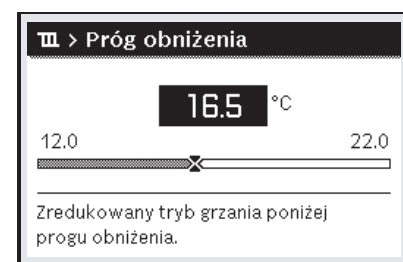 > Próg obniżenia
16.5 °C
12.0 22.0
Zredukowany tryb grzania poniżej
progu obniżenia.